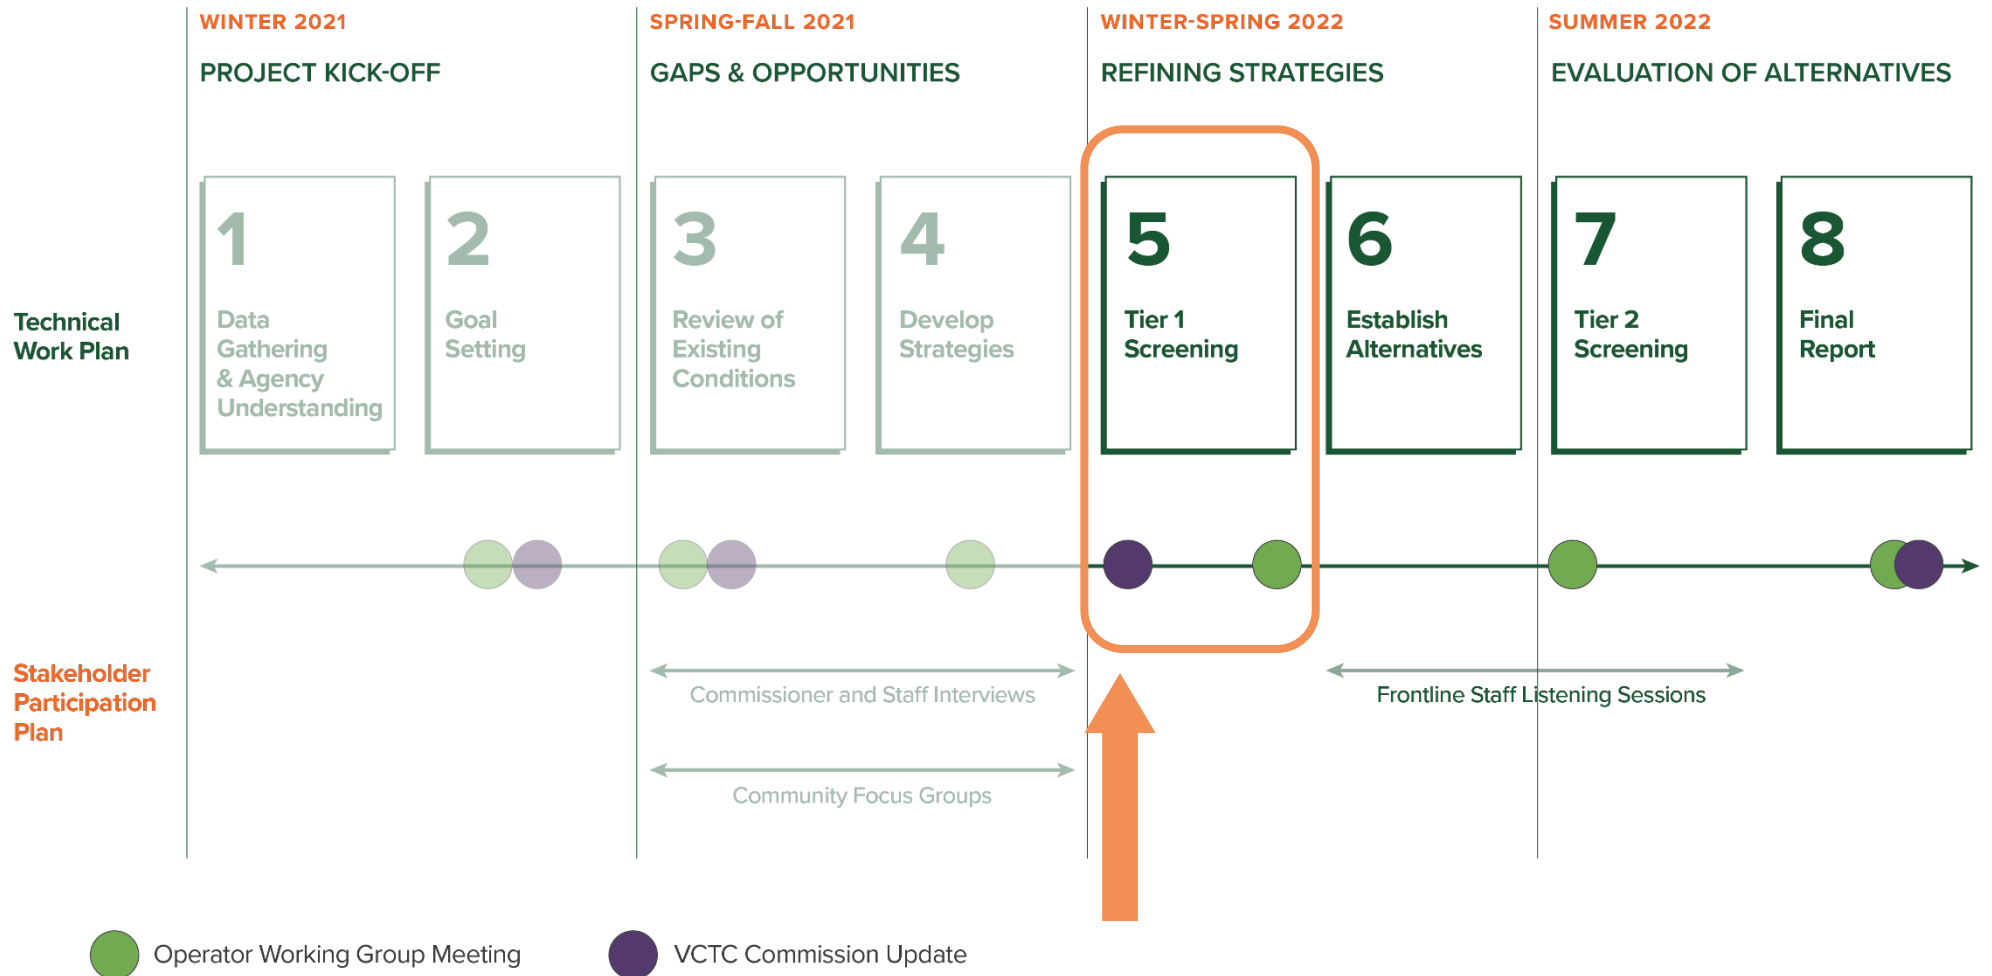 WINTER 2021
PROJECT KICK-OFF
SPRING-FALL 2021
GAPS & OPPORTUNITIES
WINTER-SPRING 2022
REFINING STRATEGIES
SUMMER 2022
EVALUATION OF ALTERNATIVES
Technical
Work Plan
1
Data
Gathering
& Agency
Understanding
2
Goal
Setting
3
Review of
Existing
Conditions
4
Develop
Strategies
5
Tier 1
Screening
6
Establish
Alternatives
7
Tier 2
Screening
8
Final
Report
Stakeholder
Participation
Plan
Commissioner and Staff Interviews
Community Focus Groups
Frontline Staff Listening Sessions
Operator Working Group Meeting
VCTC Commission Update